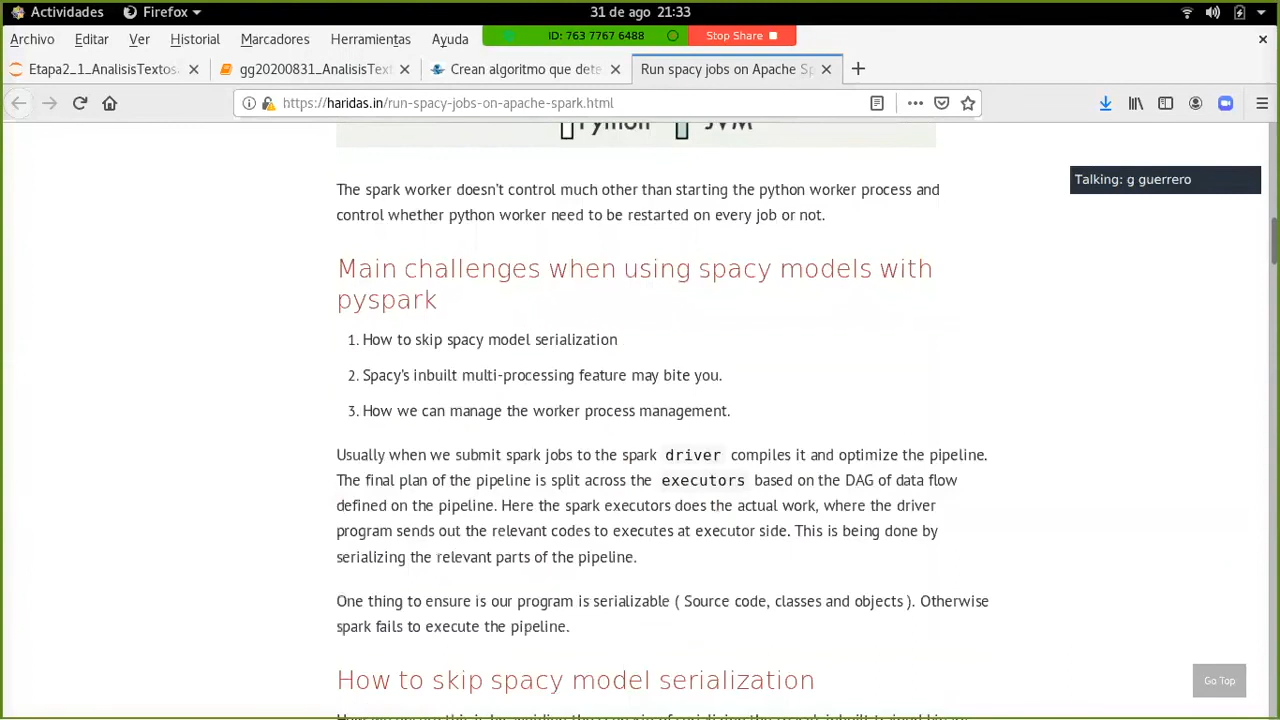 Actividades
Firefox
31 de ago 21:33
Archivo
Editar
Ver
Historial
Marcadores
Herramientas
Ayuda
ID: 763 7767 6488
Stop Share
Etapa2_1_AnalisisTextos.
gg20200831_AnalisisText
Crean algoritmo que dete
Run spacy jobs on Apache Sp
https://haridas.in/run-spacy-jobs-on-apache-spark.html
Python JVM
Talking: g guerrero
The spark worker doesn't control much other than starting the python worker process and
control whether python worker need to be restarted on every job or not.
Main challenges when using spacy models with
pyspark
1. How to skip spacy model serialization
2. Spacy's inbuilt multi-processing feature may bite you.
3. How we can manage the worker process management.
Usually when we submit spark jobs to the spark driver compiles it and optimize the pipeline.
The final plan of the pipeline is split across the executors based on the DAG of data flow
defined on the pipeline. Here the spark executors does the actual work, where the driver
program sends out the relevant codes to executes at executor side. This is being done by
serializing the relevant parts of the pipeline.
One thing to ensure is our program is serializable ( Source code, classes and objects ). Otherwise
spark fails to execute the pipeline.
How to skip spacy model serialization
Go Top